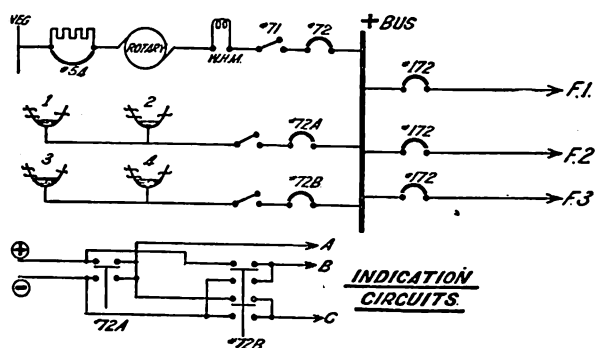 VEG
ROTARY
#54
W.H.M.
#71
#72
+ BUS
#172
F.1.
1
2
#72A
#172
F.2
3
4
#72B
#172
F.3
+
A
B
−
C
#72A
#72B
INDICATION
CIRCUITS.